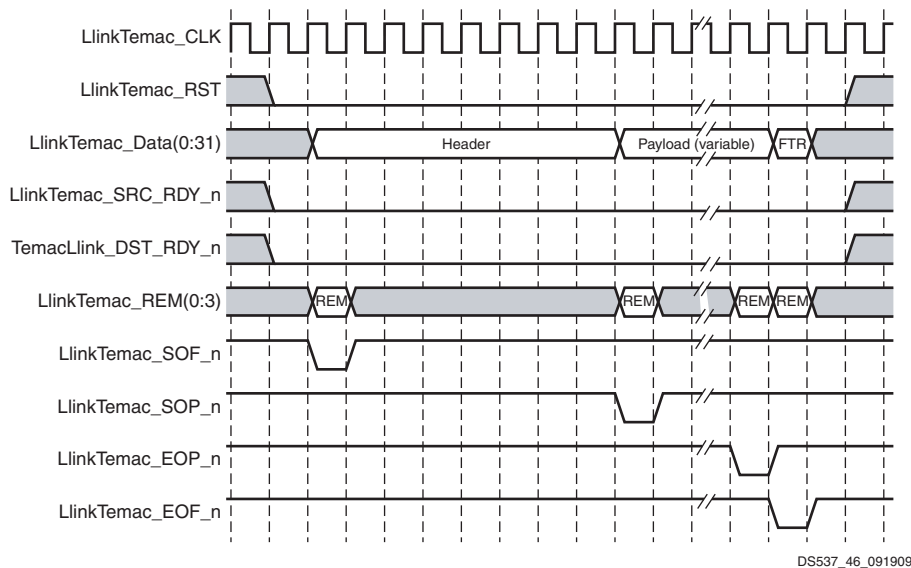 LlinkTemac_CLK
LlinkTemac_RST
LlinkTemac_Data(0:31)
Header
Payload (variable)
FTR
LlinkTemac_SRC_RDY_n
TemacLlink_DST_RDY_n
LlinkTemac_REM(0:3)
REM
REM
REM
REM
LlinkTemac_SOF_n
LlinkTemac_SOP_n
LlinkTemac_EOP_n
LlinkTemac_EOF_n
DS537_46_091909